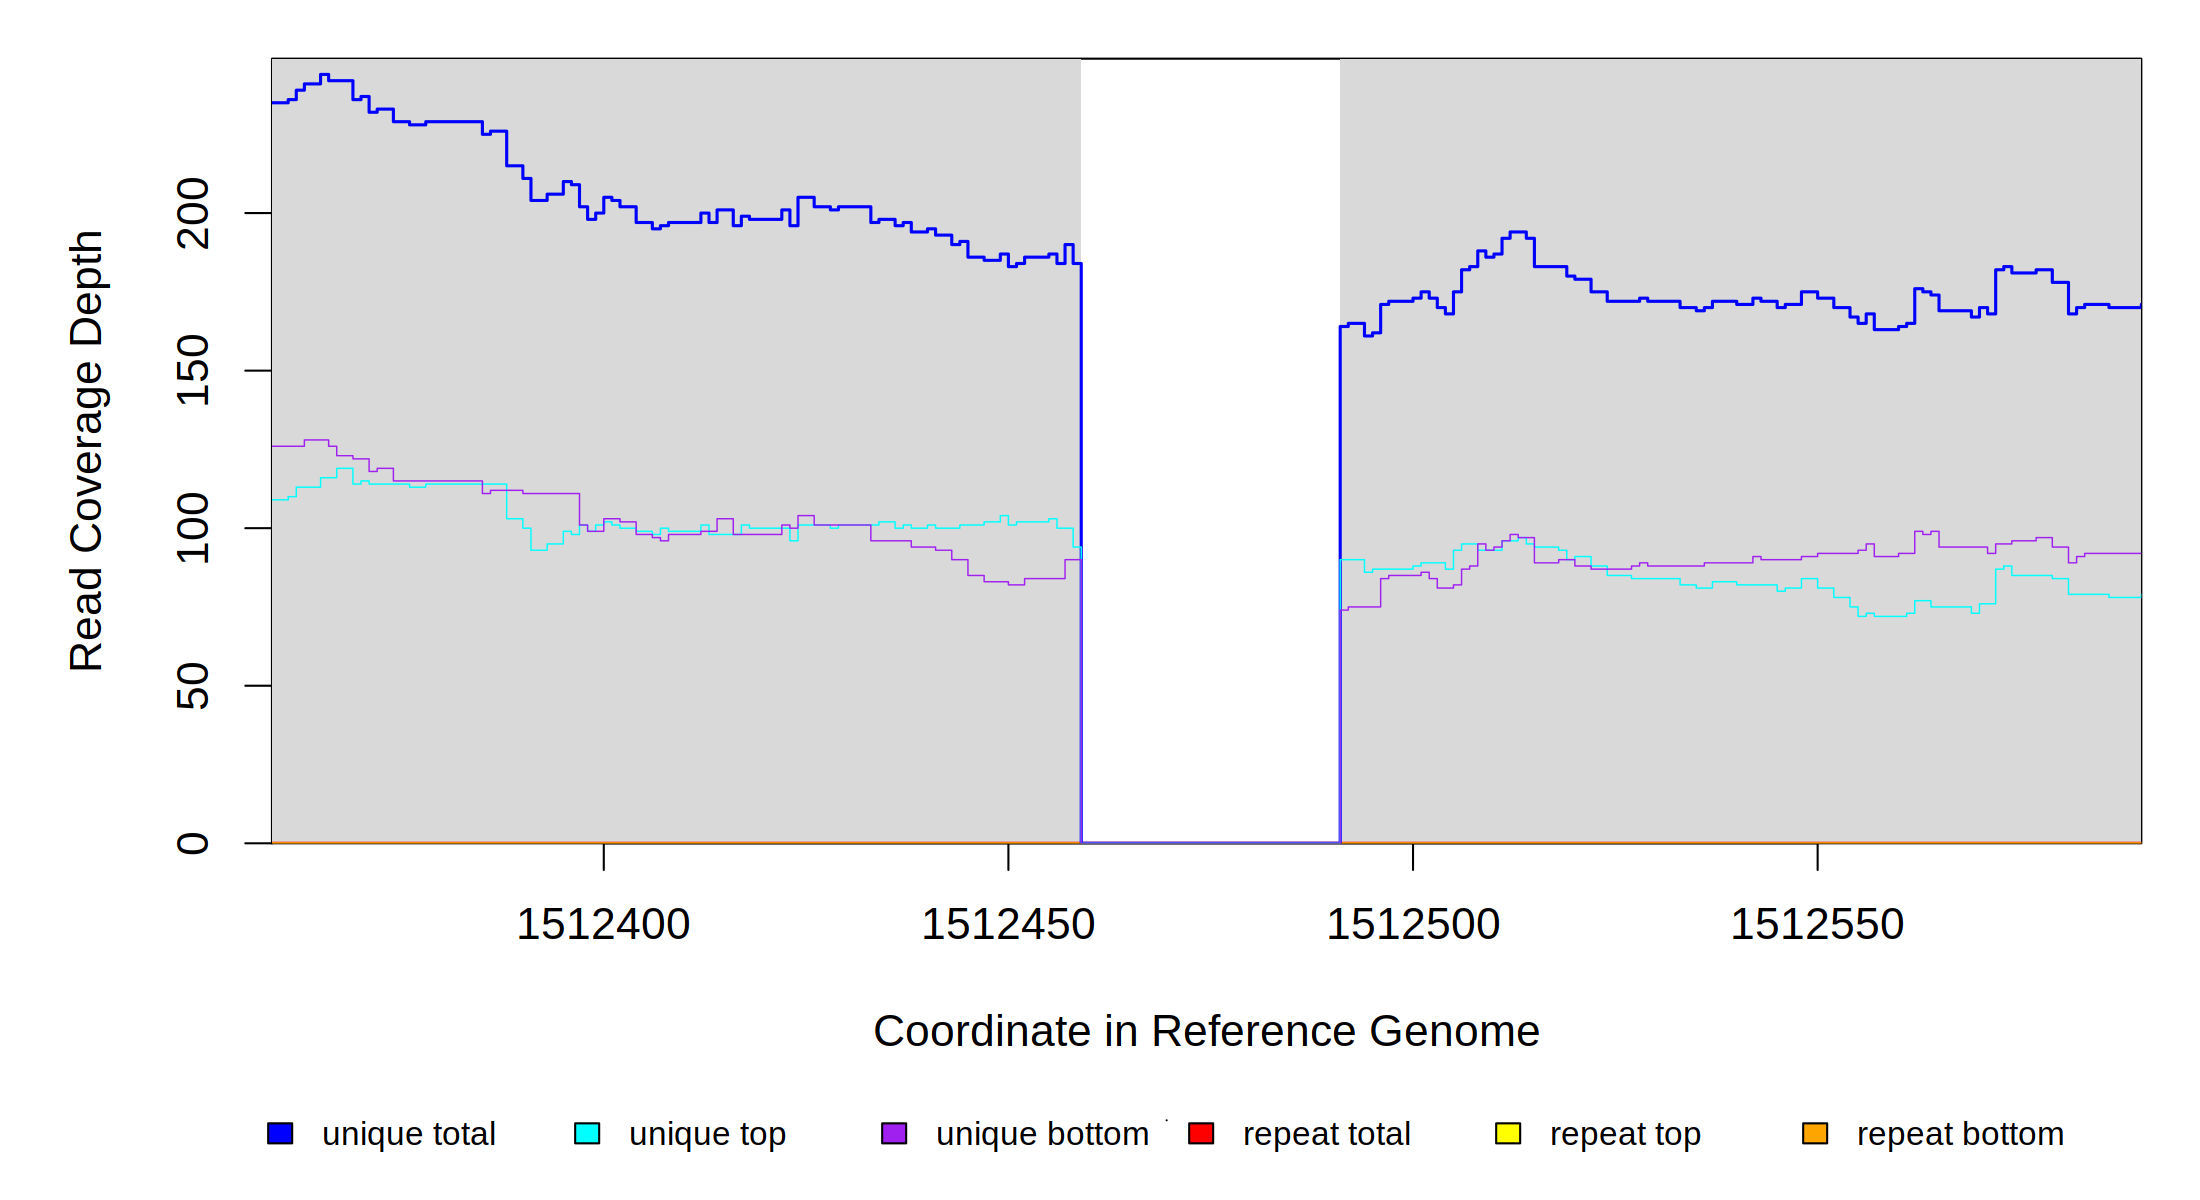 Read Coverage Depth
200
150
100
50
0
1512400 1512450 1512500 1512550
Coordinate in Reference Genome
unique total unique top unique bottom repeat total repeat top repeat bottom